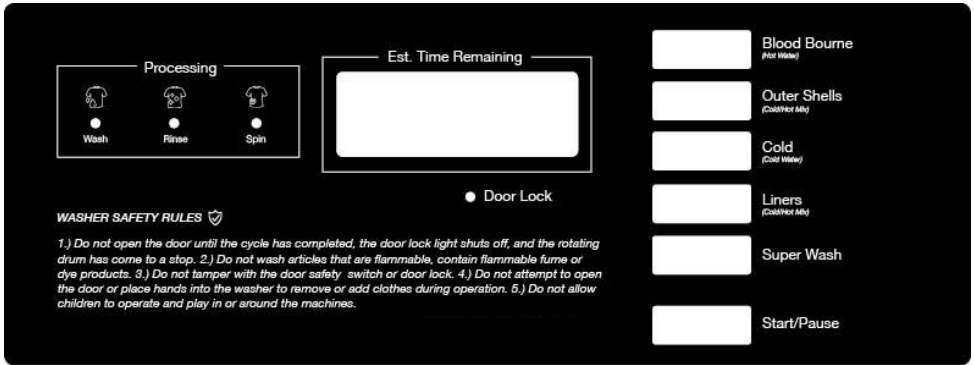 Processing
Wash
Rinse
Spin
Est. Time Remaining
Door Lock
WASHER SAFETY RULES
1.) Do not open the door until the cycle has completed, the door lock light shuts off, and the rotating
drum has come to a stop. 2.) Do not wash articles that are flammable, contain flammable fume or
dye products. 3.) Do not tamper with the door safety switch or door lock. 4.) Do not attempt to open
the door or place hands into the washer to remove or add clothes during operation. 5.) Do not allow
children to operate and play in or around the machines.
Blood Bourne
(Hot Water)
Outer Shells
(Cold/Hot Mix)
Cold
(Cold Water)
Liners
(Cold/Hot Mix)
Super Wash
Start/Pause